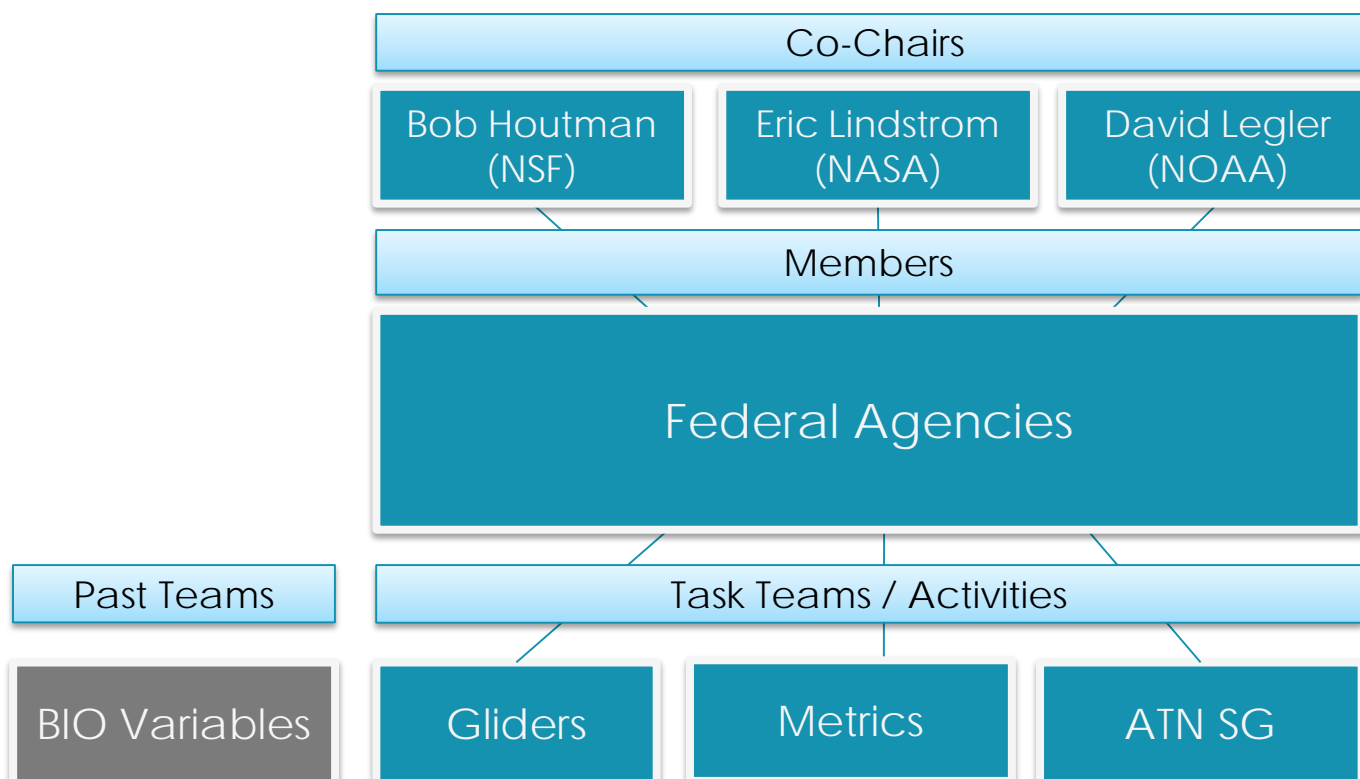 Co-Chairs
Bob Houtman
(NSF)
Eric Lindstrom
(NASA)
David Legler
(NOAA)
Members
Federal Agencies
Past Teams
Task Teams / Activities
BIO Variables
Gliders
Metrics
ATN SG